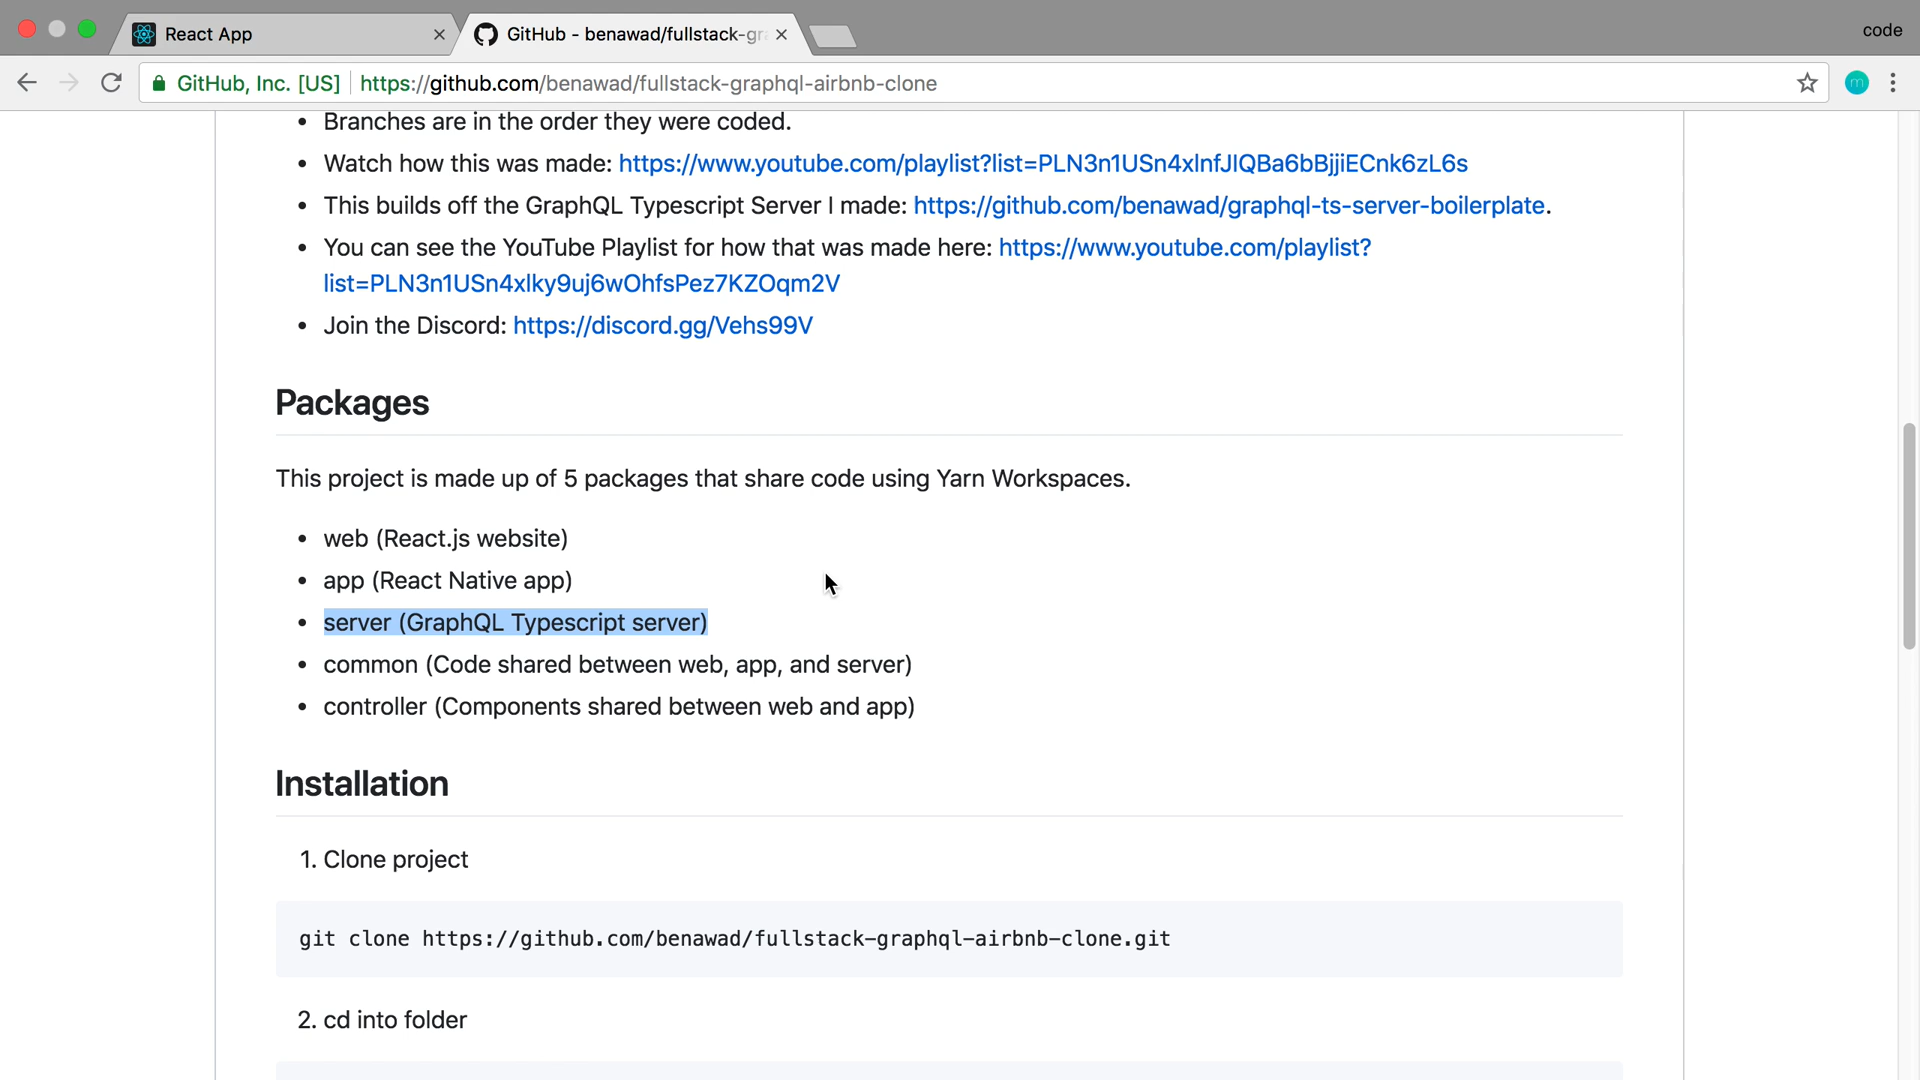 React App
GitHub - benawad/fullstack-gr
code
GitHub, Inc. [US] https://github.com/benawad/fullstack-graphql-airbnb-clone
m
• Branches are in the order they were coded.
• Watch how this was made: https://www.youtube.com/playlist?list=PLN3n1USn4xlnfJIQBa6bBjjiECnk6zL6s
• This builds off the GraphQL Typescript Server I made: https://github.com/benawad/graphql-ts-server-boilerplate.
• You can see the YouTube Playlist for how that was made here: https://www.youtube.com/playlist?
list=PLN3n1USn4xlky9uj6wOhfsPez7KZOqm2V
• Join the Discord: https://discord.gg/Vehs99V
Packages
This project is made up of 5 packages that share code using Yarn Workspaces.
• web (React.js website)
• app (React Native app)
• server (GraphQL Typescript server)
• common (Code shared between web, app, and server)
• controller (Components shared between web and app)
Installation
1. Clone project
git clone https://github.com/benawad/fullstack-graphql-airbnb-clone.git
2. cd into folder